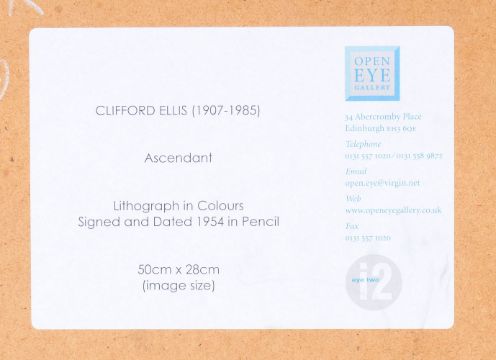 CLIFFORD ELLIS (1907-1985)
Ascendant
Lithograph in Colours
Signed and Dated 1954 in Pencil
50cm x 28cm
(image size)
OPEN
EYE
GALLERY
34 Abercromby Place
Edinburgh EH3 6QE
Telephone
0131 557 1020/0131 558 9872
Email
open.eye@virgin.net
Web
www.openeyegallery.co.uk
Fax
0131 557 1020
eye two
i2